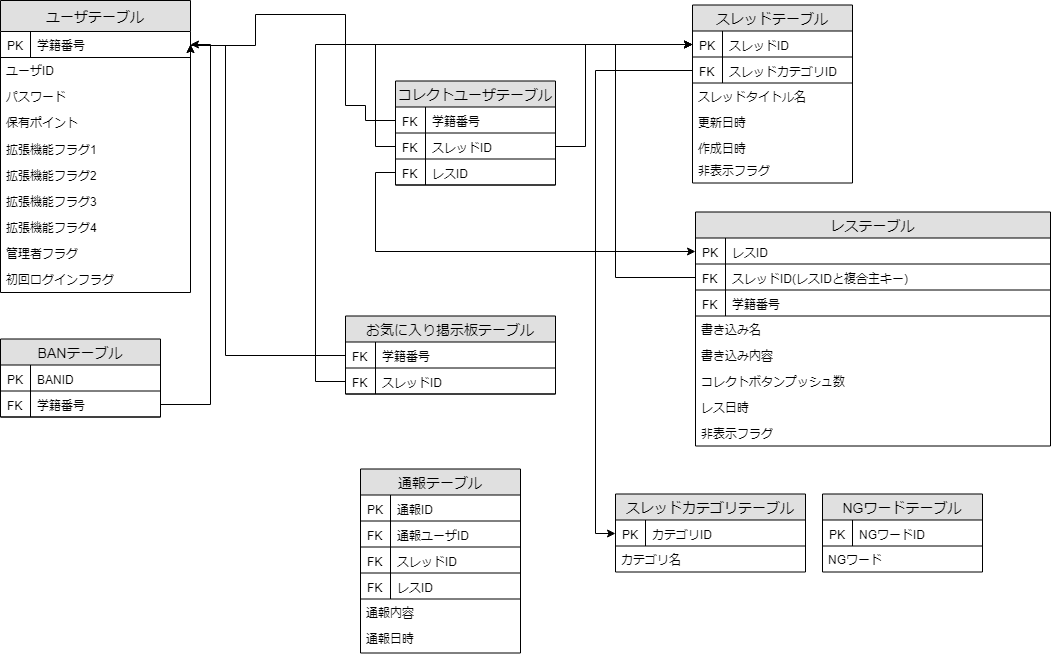 ユーザテーブル
PK 学籍番号
ユーザID
パスワード
保有ポイント
拡張機能フラグ1
拡張機能フラグ2
拡張機能フラグ3
拡張機能フラグ4
管理者フラグ
初回ログインフラグ
コレクトユーザテーブル
FK 学籍番号
FK スレッドID
FK レスID
スレッドテーブル
PK スレッドID
FK スレッドカテゴリID
スレッドタイトル名
更新日時
作成日時
非表示フラグ
レステーブル
PK レスID
FK スレッドID(レスIDと複合主キー)
FK 学籍番号
書き込み名
書き込み内容
コレクトボタンプッシュ数
レス日時
非表示フラグ
BANテーブル
PK BANID
FK 学籍番号
お気に入り掲示板テーブル
FK 学籍番号
FK スレッドID
通報テーブル
PK 通報ID
FK 通報ユーザID
FK スレッドID
FK レスID
通報内容
通報日時
スレッドカテゴリテーブル
PK カテゴリID
カテゴリ名
NGワードテーブル
PK NGワードID
NGワード